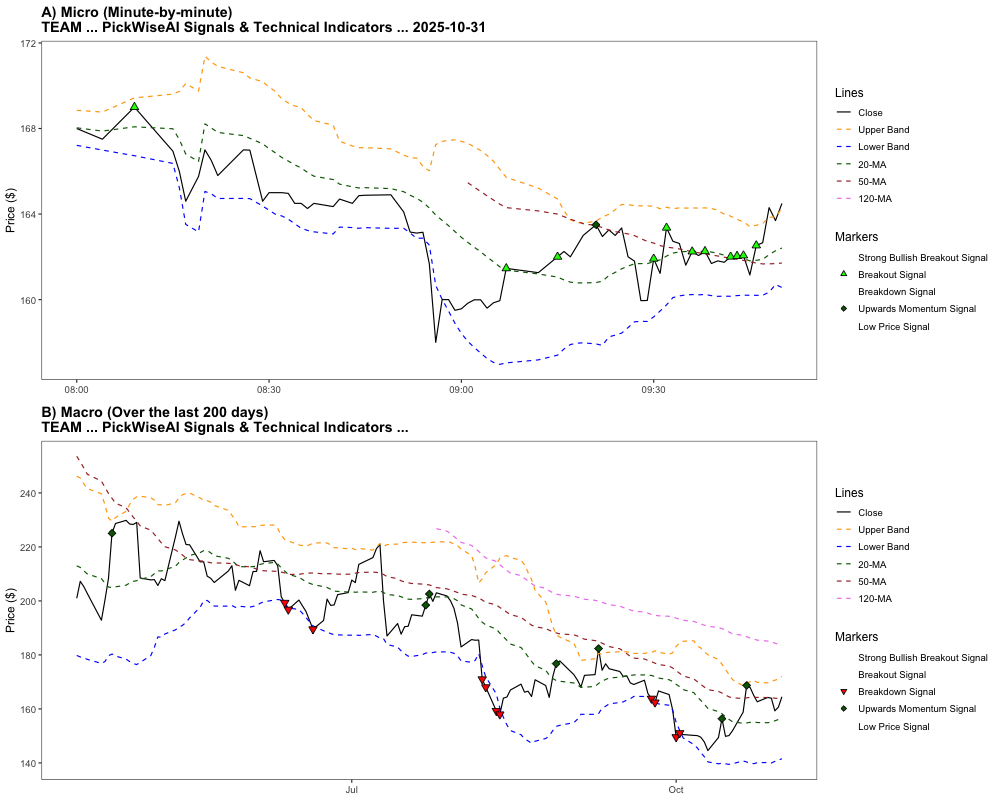 A) Micro (Minute-by-minute)
TEAM ... PickWiseAI Signals & Technical Indicators ... 2025-10-31
Price ($)
172
168
164
160
08:00
08:30
09:00
09:30
Lines
Close
Upper Band
Lower Band
20-MA
50-MA
120-MA
Markers
Strong Bullish Breakout Signal
Breakout Signal
Breakdown Signal
Upwards Momentum Signal
Low Price Signal
B) Macro (Over the last 200 days)
TEAM ... PickWiseAI Signals & Technical Indicators ...
Price ($)
240
220
200
180
160
140
Jul
Oct
Lines
Close
Upper Band
Lower Band
20-MA
50-MA
120-MA
Markers
Strong Bullish Breakout Signal
Breakout Signal
Breakdown Signal
Upwards Momentum Signal
Low Price Signal